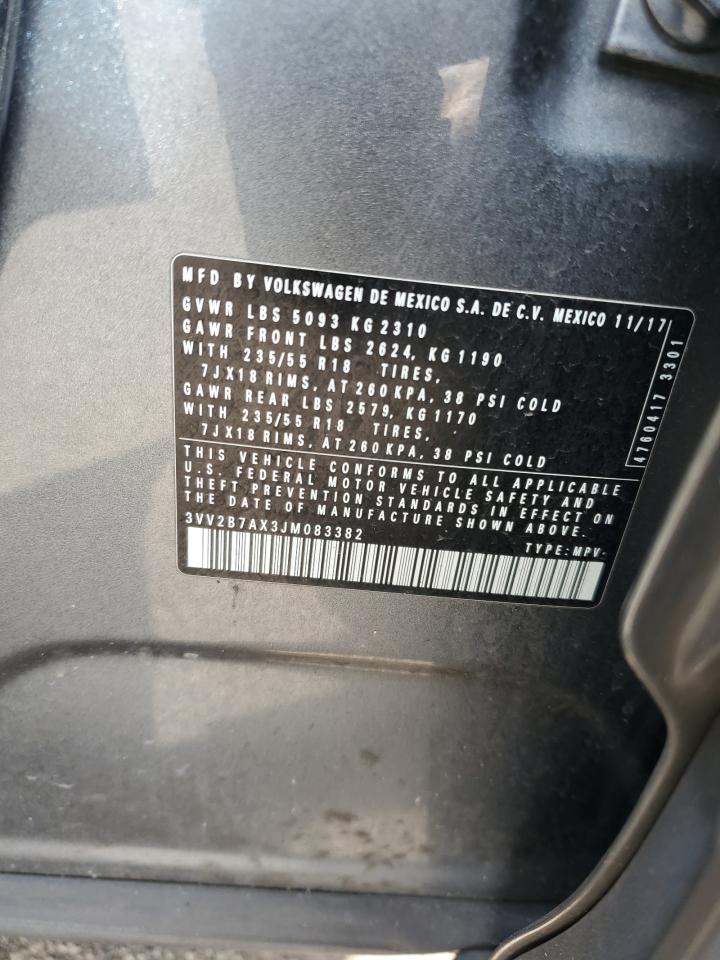 MFD BY VOLKSWAGEN DE MEXICO S.A. DE C.V. MEXICO 11/17
GVWR LBS 5093 KG 2310
GAWR FRONT LBS 2624, KG 1190
WITH 235/55 R18 TIRES,
7JX18 RIMS, AT 260 KPA, 38 PSI COLD
GAWR REAR LBS 2579, KG 1170
WITH 235/55 R18 TIRES,
7JX18 RIMS, AT 260 KPA, 38 PSI COLD
4760417 3301
THIS VEHICLE CONFORMS TO ALL APPLICABLE
U.S. FEDERAL MOTOR VEHICLE SAFETY AND
THEFT PREVENTION STANDARDS IN EFFECT ON
THE DATE OF MANUFACTURE SHOWN ABOVE.
3VV2B7AX3JM083382
TYPE: MPV-